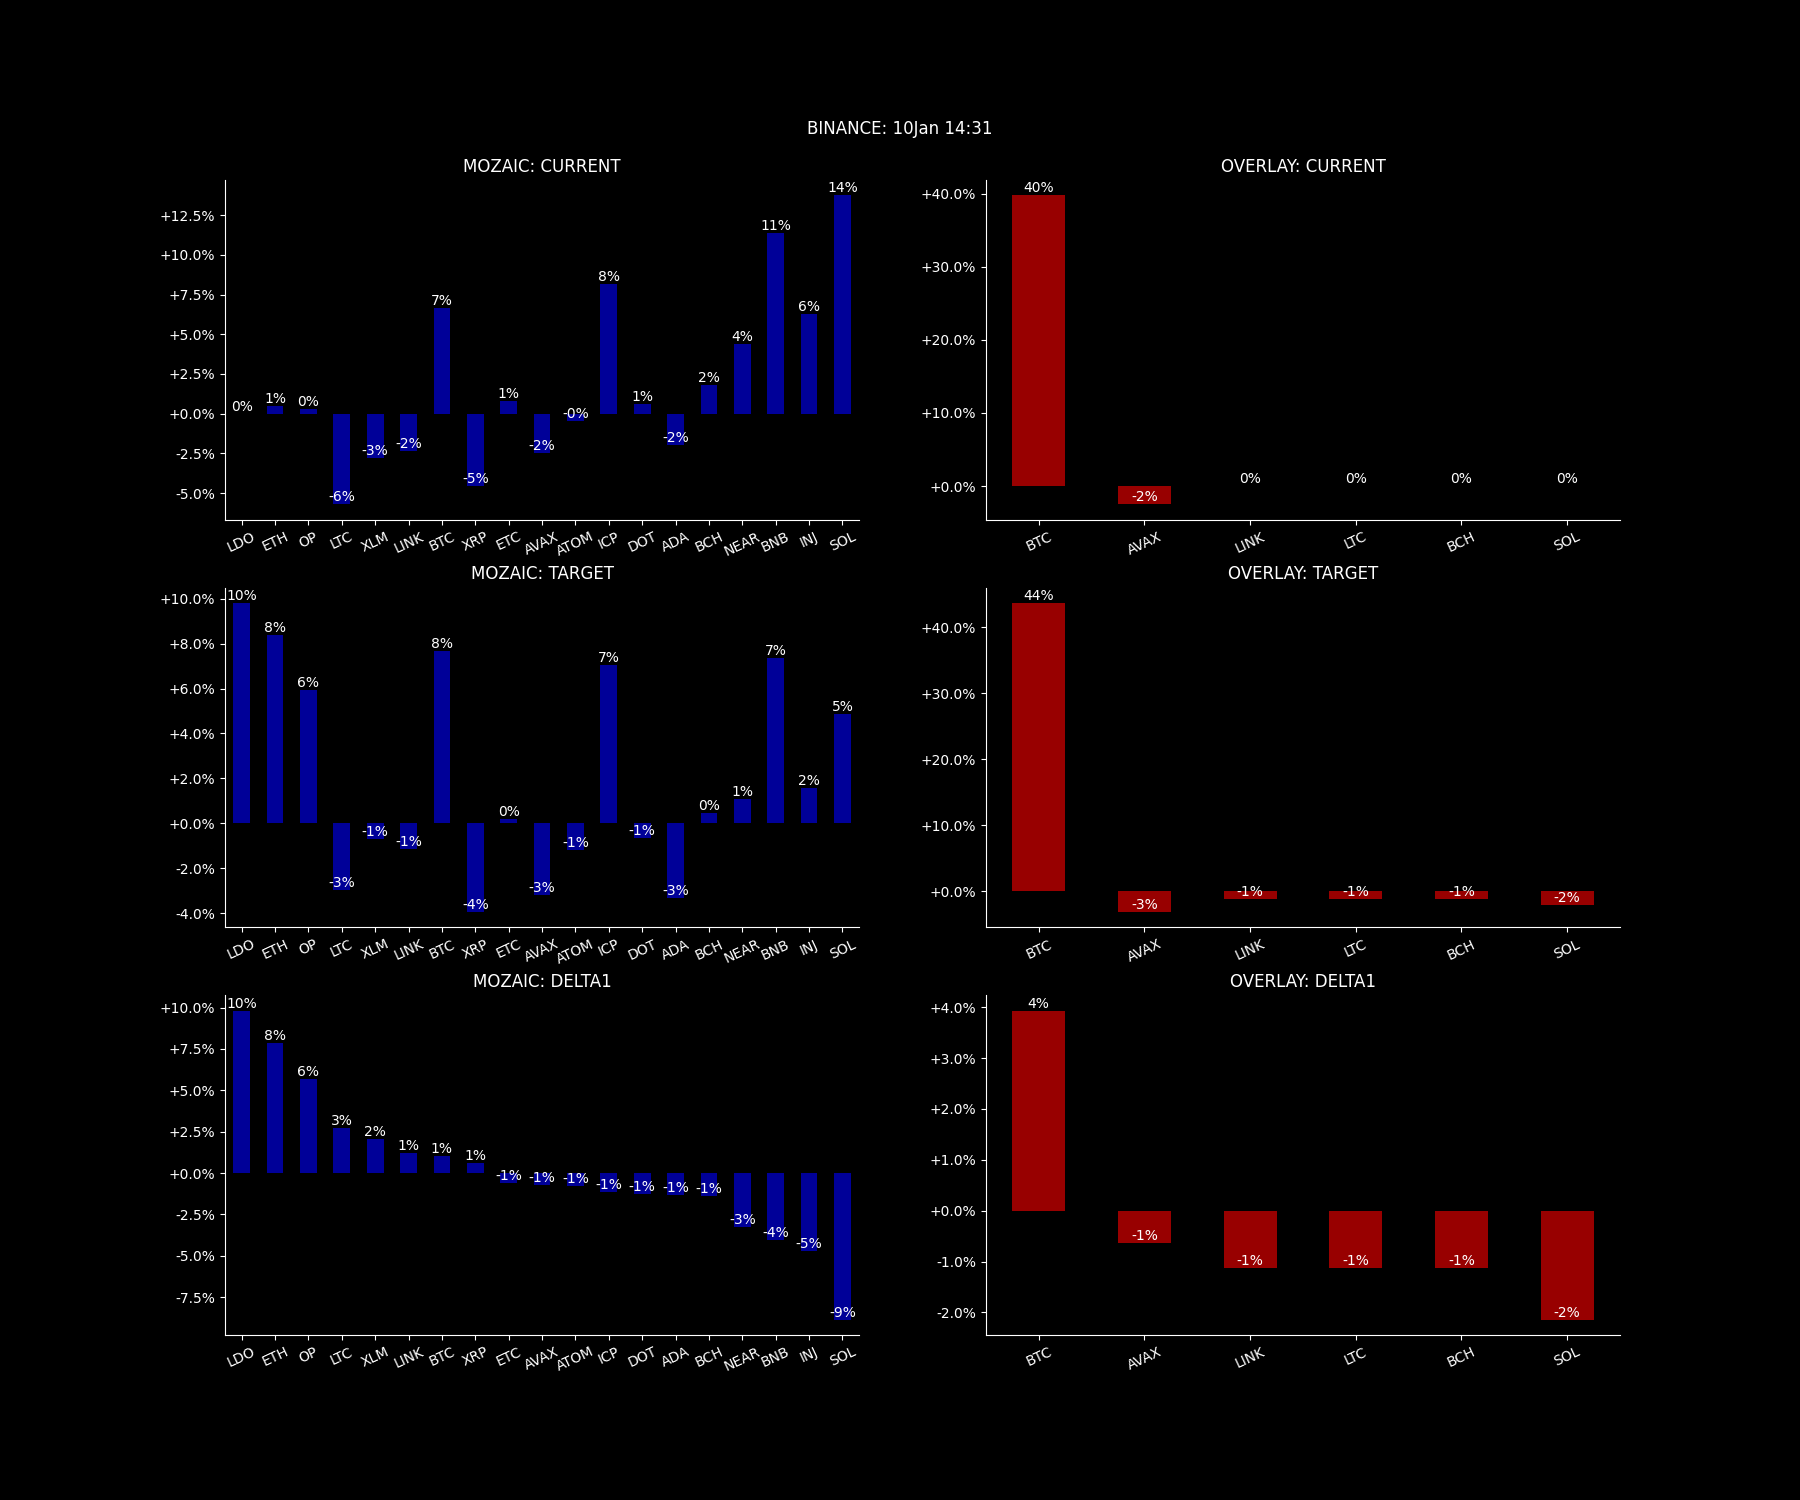 BINANCE: 10Jan 14:31
MOZAIC: CURRENT
+12.5%
+10.0%
+7.5%
+5.0%
+2.5%
+0.0%
-2.5%
-5.0%
0% 1% 0% -6% -3% -2% 7% -5% 1% -2% -0% 8% 1% -2% 2% 4% 11% 6% 14%
LDO ETH OP LTC XLM LINK BTC XRP ETC AVAX ATOM ICP DOT ADA BCH NEAR BNB INJ SOL
OVERLAY: CURRENT
+40.0%
+30.0%
+20.0%
+10.0%
+0.0%
40% -2% 0% 0% 0% 0%
BTC AVAX LINK LTC BCH SOL
MOZAIC: TARGET
+10.0%
+8.0%
+6.0%
+4.0%
+2.0%
+0.0%
-2.0%
-4.0%
10% 8% 6% -3% -1% -1% 8% -4% 0% -3% -1% 7% -1% -3% 0% 1% 7% 2% 5%
LDO ETH OP LTC XLM LINK BTC XRP ETC AVAX ATOM ICP DOT ADA BCH NEAR BNB INJ SOL
OVERLAY: TARGET
+40.0%
+30.0%
+20.0%
+10.0%
+0.0%
44% -3% -1% -1% -1% -2%
BTC AVAX LINK LTC BCH SOL
MOZAIC: DELTA1
+10.0%
+7.5%
+5.0%
+2.5%
+0.0%
-2.5%
-5.0%
-7.5%
10% 8% 6% 3% 2% 1% 1% 1% -1% -1% -1% -1% -1% -1% -1% -3% -4% -5% -9%
LDO ETH OP LTC XLM LINK BTC XRP ETC AVAX ATOM ICP DOT ADA BCH NEAR BNB INJ SOL
OVERLAY: DELTA1
+4.0%
+3.0%
+2.0%
+1.0%
+0.0%
-1.0%
-2.0%
4% -1% -1% -1% -1% -2%
BTC AVAX LINK LTC BCH SOL